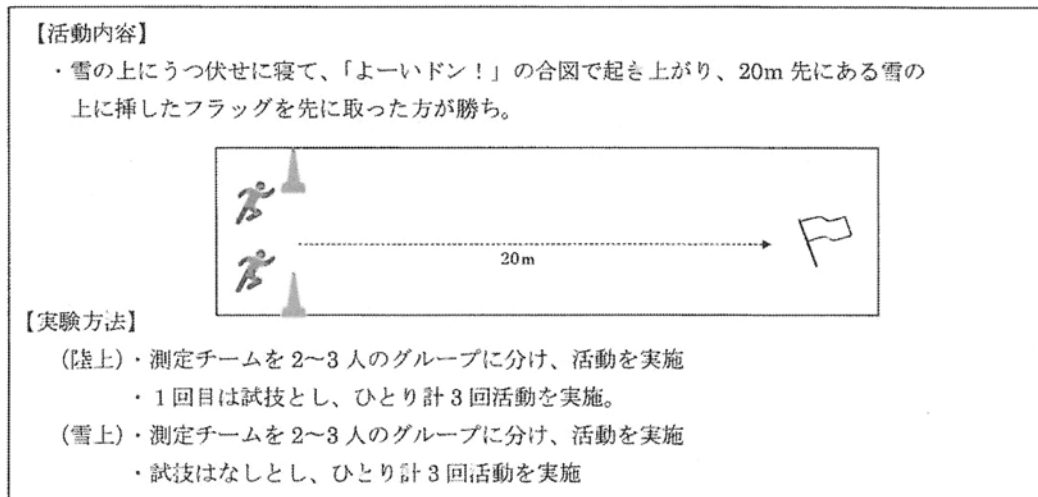 【活動内容】
・雪の上にうつ伏せに寝て、「よーいドン！」の合図で起き上がり、20m 先にある雪の
上に挿したフラッグを先に取った方が勝ち。
20m
【実験方法】
（陸上）・測定チームを 2～3 人のグループに分け、活動を実施
・1 回目は試技とし、ひとり計 3 回活動を実施。
（雪上）・測定チームを 2～3 人のグループに分け、活動を実施
・試技はなしとし、ひとり計 3 回活動を実施